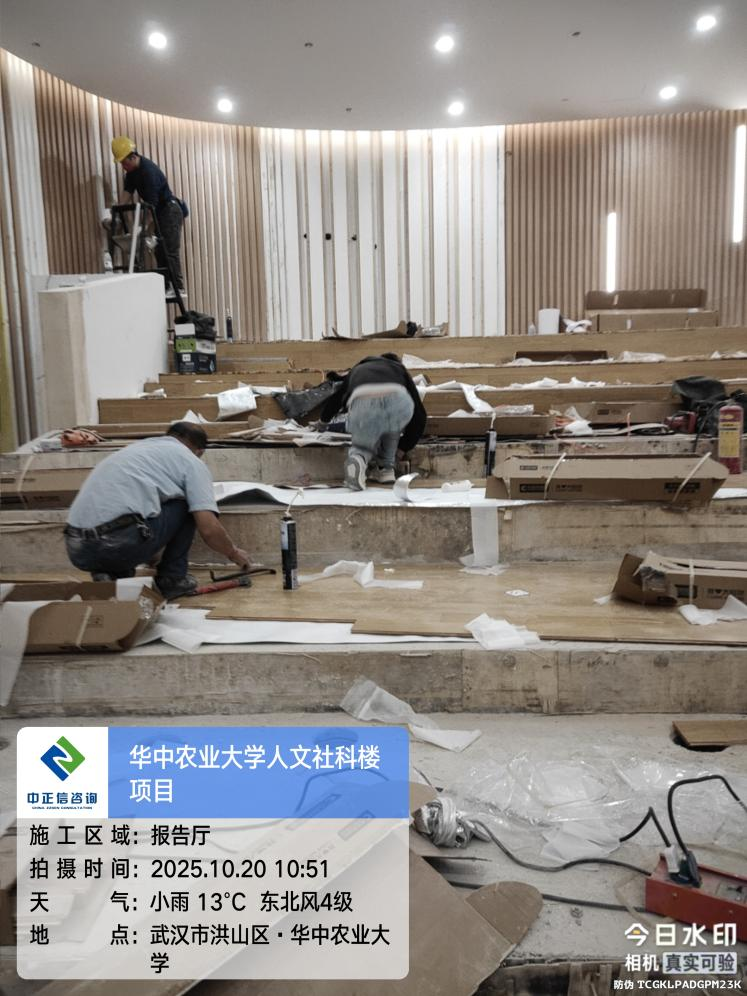 华中农业大学人文社科楼
项目
中正信咨询
CHINA ZZXIN CONSULTATION
施工区域：报告厅
拍摄时间：2025.10.20 10:51
天气：小雨 13°C 东北风4级
地点：武汉市洪山区·华中农业大
学
今日水印
相机 真实可验
防伪 TCGKLPADGPM23K